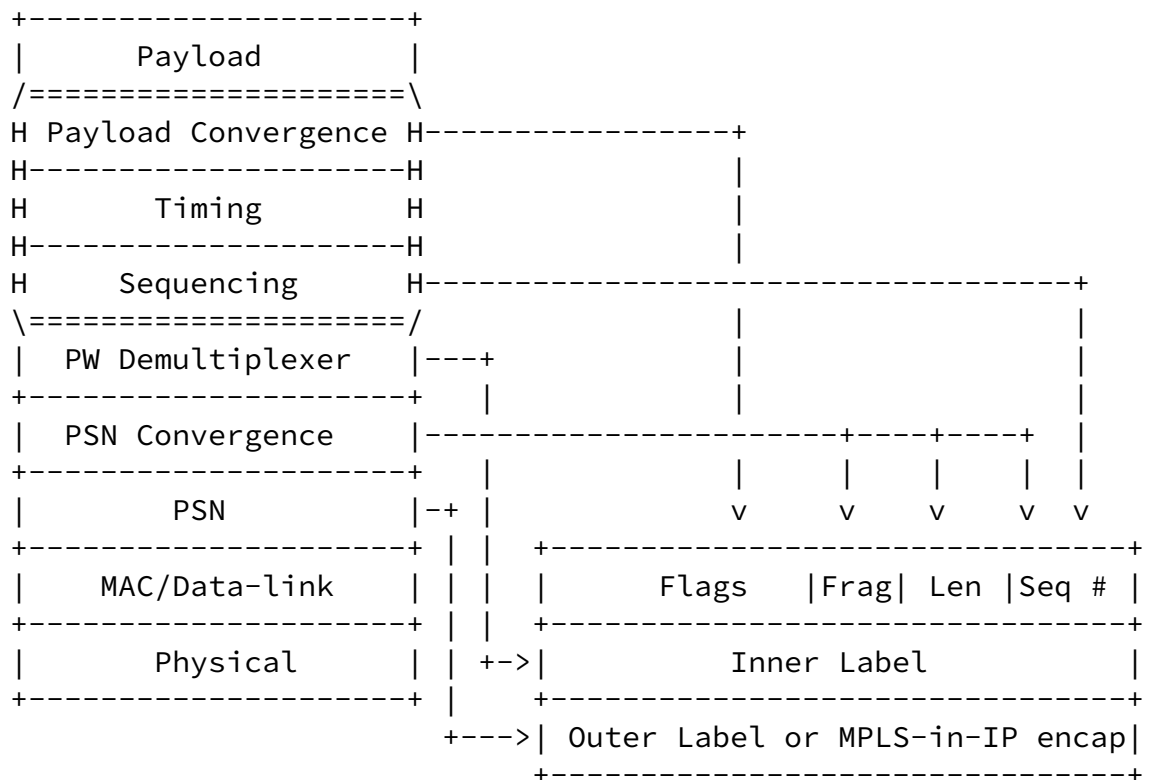 Payload
Payload Convergence
Timing
Sequencing
PW Demultiplexer
PSN Convergence
PSN
MAC/Data-link
Flags |Frag| Len |Seq #
Physical
Inner Label
Outer Label or MPLS-in-IP encap